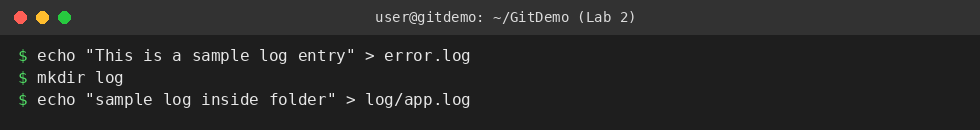 user@gitdemo: ~/GitDemo (Lab 2)
$ echo "This is a sample log entry" > error.log
$ mkdir log
$ echo "sample log inside folder" > log/app.log